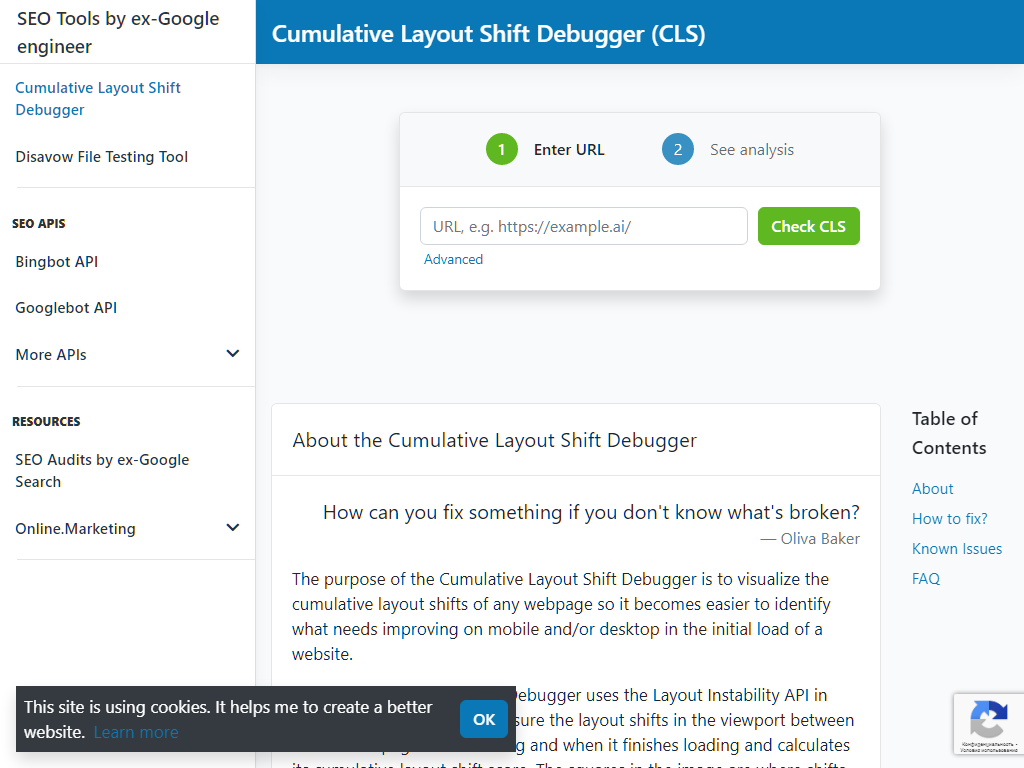 SEO Tools by ex-Google
engineer
Cumulative Layout Shift
Debugger
Disavow File Testing Tool
SEO APIS
Bingbot API
Googlebot API
More APIs
RESOURCES
SEO Audits by ex-Google
Search
Online.Marketing
Cumulative Layout Shift Debugger (CLS)
1 Enter URL 2 See analysis
URL, e.g. https://example.ai/ Check CLS
Advanced
About the Cumulative Layout Shift Debugger
How can you fix something if you don't know what's broken?
— Oliva Baker
The purpose of the Cumulative Layout Shift Debugger is to visualize the
cumulative layout shifts of any webpage so it becomes easier to identify
what needs improving on mobile and/or desktop in the initial load of a
website.
Debugger uses the Layout Instability API in
the layout shifts in the viewport between
and when it finishes loading and calculates
Table of
Contents
About
How to fix?
Known Issues
FAQ
This site is using cookies. It helps me to create a better
website. Learn more
OK
Конфиденциальность -
Условия использования